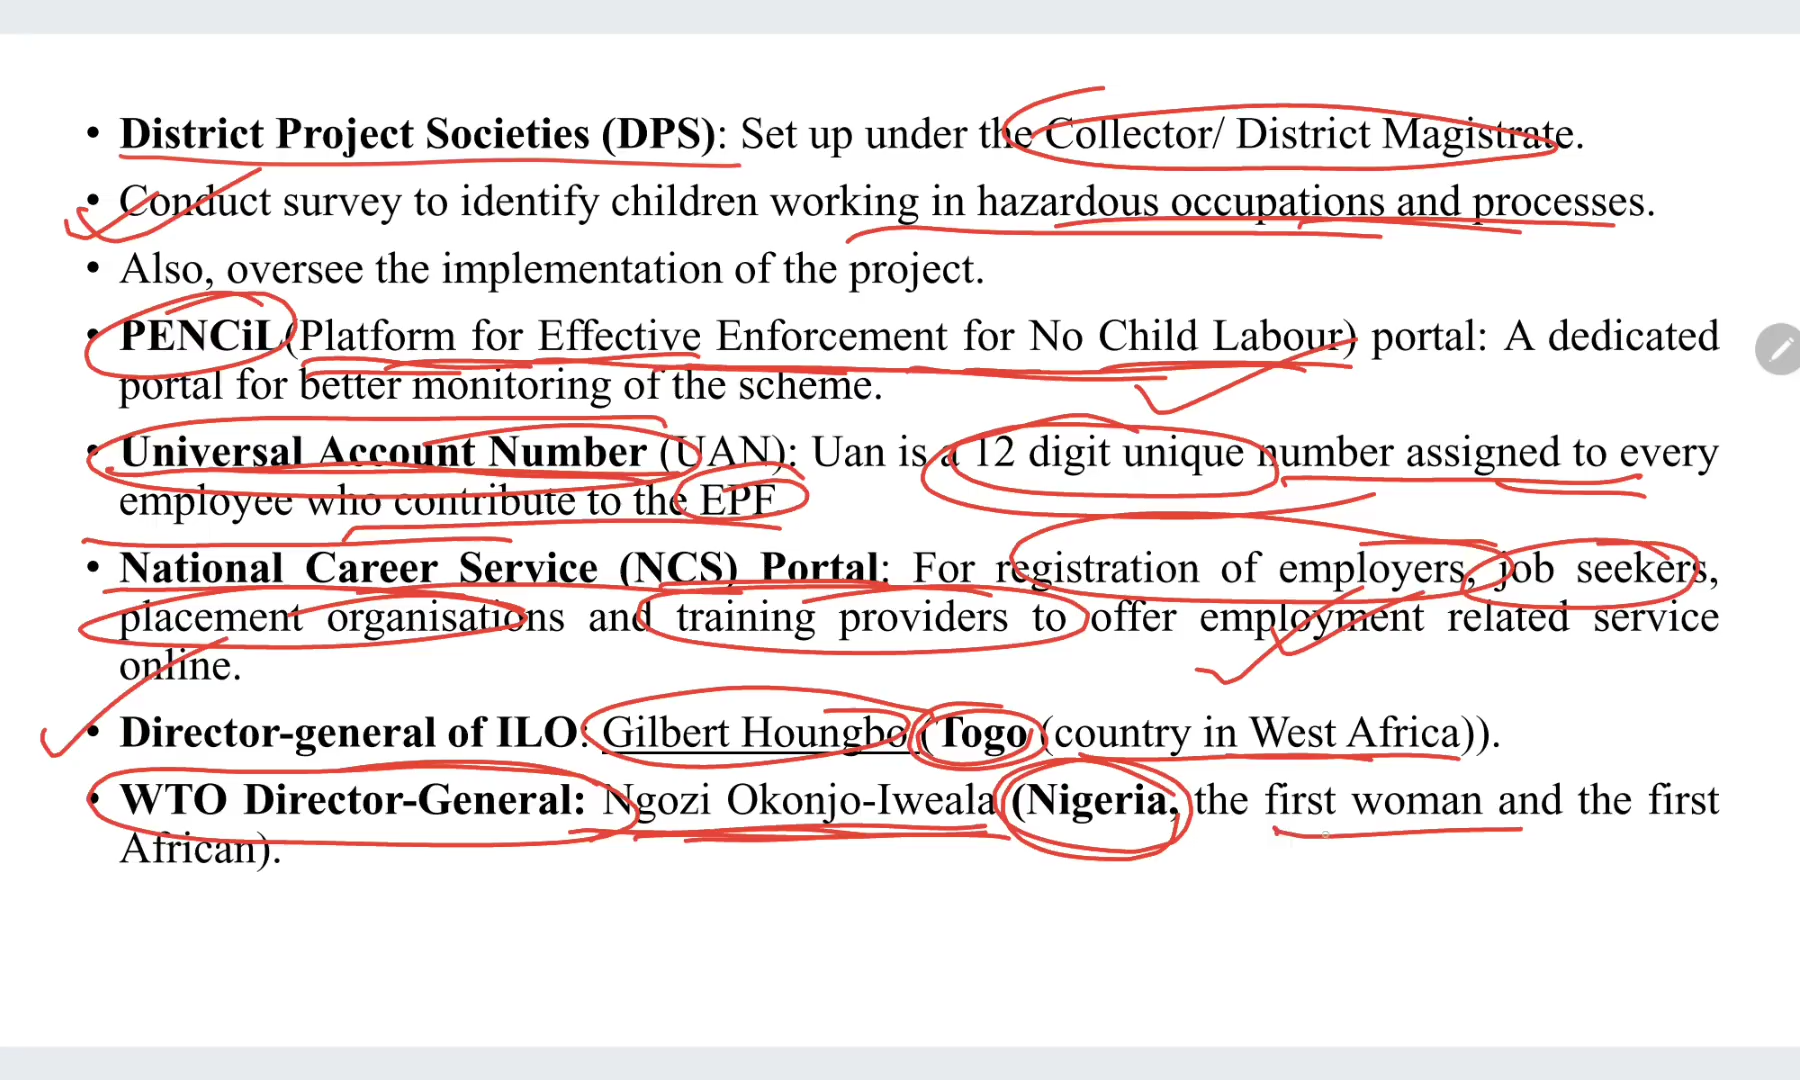 • District Project Societies (DPS): Set up under the Collector/ District Magistrate.
• Conduct survey to identify children working in hazardous occupations and processes.
• Also, oversee the implementation of the project.
• PENCiL(Platform for Effective Enforcement for No Child Labour) portal: A dedicated
portal for better monitoring of the scheme.
• Universal Account Number (UAN): Uan is a 12 digit unique number assigned to every
employee who contribute to the EPF
• National Career Service (NCS) Portal: For registration of employers, job seekers,
placement organisations and training providers to offer employment related service
online.
• Director-general of ILO: Gilbert Houngbo (Togo (country in West Africa)).
• WTO Director-General: Ngozi Okonjo-Iweala (Nigeria, the first woman and the first
African).